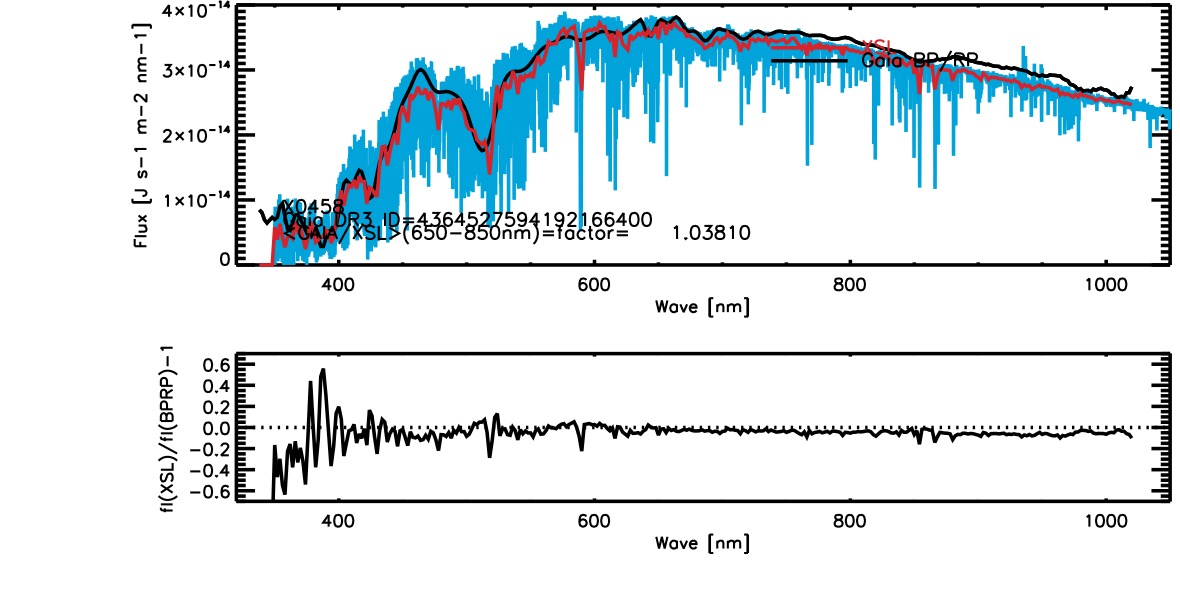 4×10−14
3×10−14
2×10−14
1×10−14
0
Flux [J s−1 m−2 nm−1]
XSL
Gaia BP/RP
X0458
Gaia DR3 ID=4364527594192166400
<GAIA/XSL>(650−850nm)=factor= 1.03810
400 600 800 1000
Wave [nm]
0.6
0.4
0.2
0.0
−0.2
−0.4
−0.6
fl(XSL)/fl(BPRP)−1
400 600 800 1000
Wave [nm]